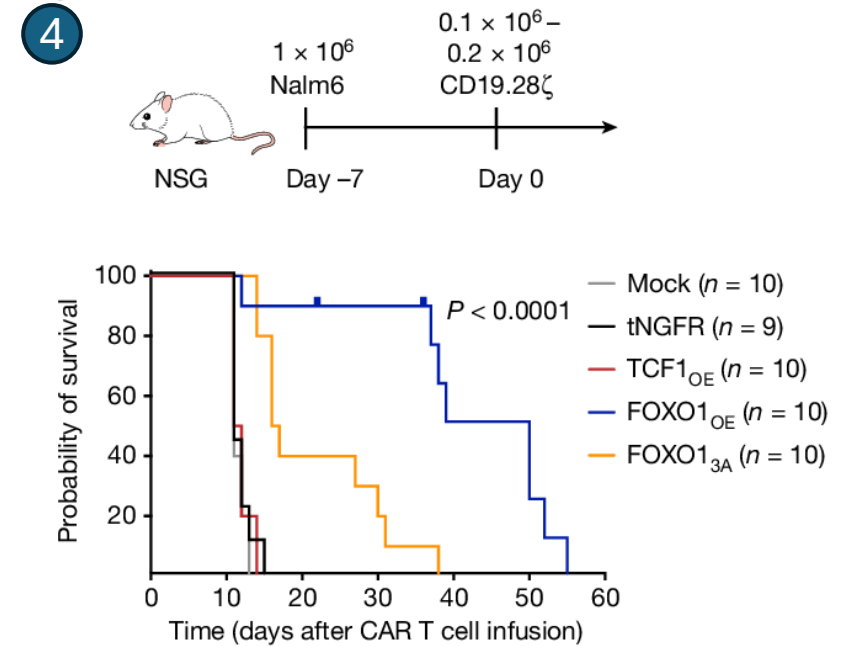 4
0.1 × 10⁶ –
0.2 × 10⁶
1 × 10⁶
Nalm6
CD19.28ζ
NSG
Day –7
Day 0
Probability of survival
100
80
60
40
20
0
10
20
30
40
50
60
Time (days after CAR T cell infusion)
P < 0.0001
Mock (n = 10)
tNGFR (n = 9)
TCF1OE (n = 10)
FOXO1OE (n = 10)
FOXO13A (n = 10)